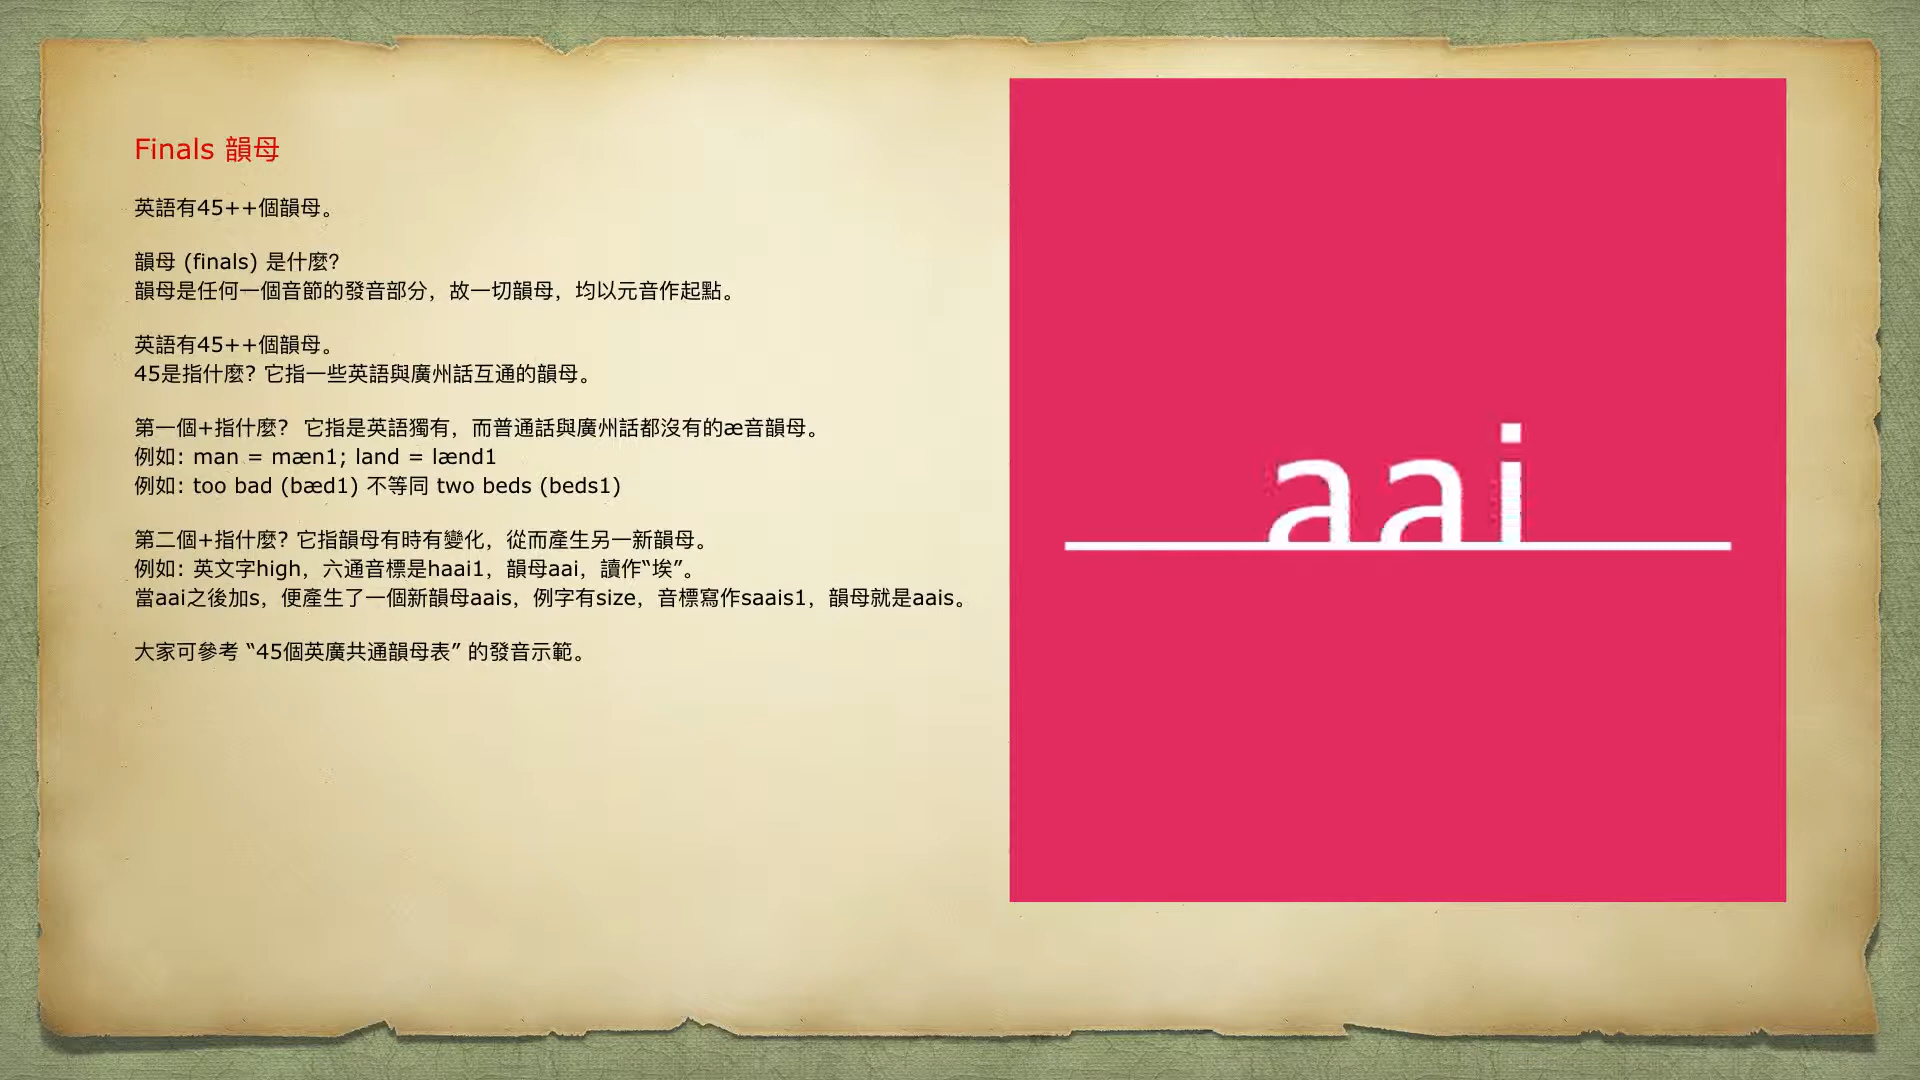 Finals 韻母
英語有45++個韻母。
韻母 (finals) 是什麼?
韻母是任何一個音節的發音部分，故一切韻母，均以元音作起點。
英語有45++個韻母。
45是指什麼? 它指一些英語與廣州話互通的韻母。
第一個+指什麼?  它指是英語獨有，而普通話與廣州話都沒有的æ音韻母。
例如: man = mæn1; land = lænd1
例如: too bad (bæd1) 不等同 two beds (beds1)
第二個+指什麼? 它指韻母有時有變化，從而產生另一新韻母。
例如: 英文字high，六通音標是haai1，韻母aai，讀作“埃”。
當aai之後加s，便產生了一個新韻母aais，例字有size，音標寫作saais1，韻母就是aais。
大家可參考 “45個英廣共通韻母表” 的發音示範。
aai